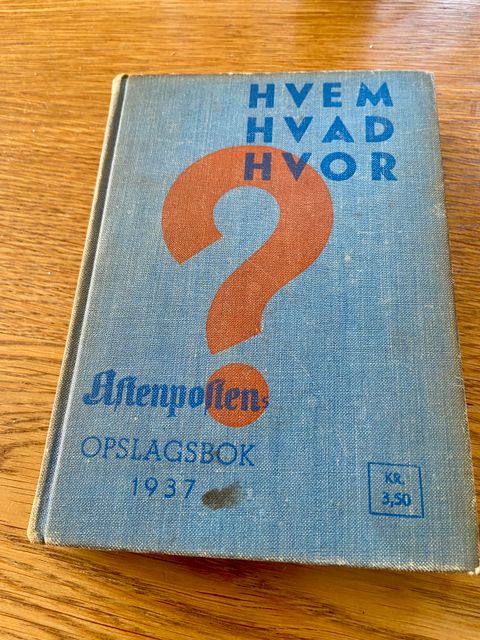 HVEM
HVAD
HVOR
Aftenpostens
OPSLAGSBOK
1937
KR.
3,50